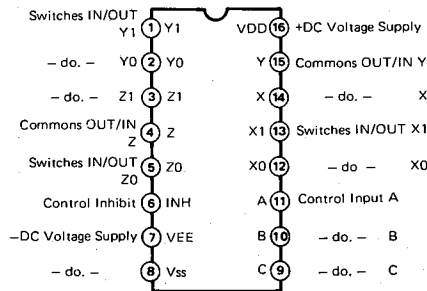 Switches IN/OUT Y1 1 Y1 VDD 16 +DC Voltage Supply
– do. – Y0 2 Y0 Y 15 Commons OUT/IN Y
– do. – Z1 3 Z1 X 14 – do. – X
Commons OUT/IN Z 4 Z X1 13 Switches IN/OUT X1
Switches IN/OUT Z0 5 Z0 X0 12 – do – X0
Control Inhibit 6 INH A 11 Control Input A
–DC Voltage Supply 7 VEE B 10 – do. – B
– do. – 8 Vss C 9 – do. – C